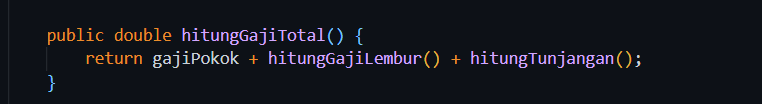 public double hitungGajiTotal() {
    return gajiPokok + hitungGajiLembur() + hitungTunjangan();
}